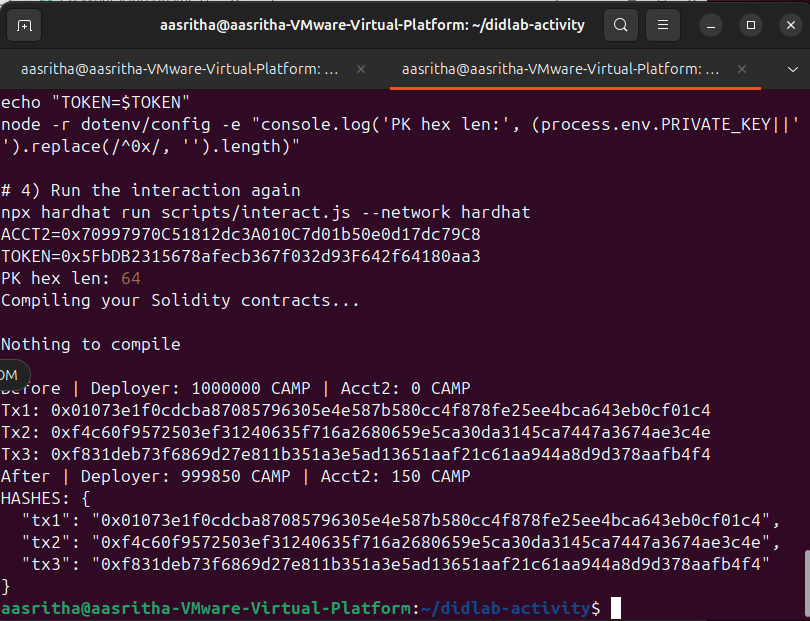 aasritha@aasritha-VMware-Virtual-Platform: ~/didlab-activity
aasritha@aasritha-VMware-Virtual-Platform: ...
aasritha@aasritha-VMware-Virtual-Platform: ...
echo "TOKEN=$TOKEN"
node -r dotenv/config -e "console.log('PK hex len:', (process.env.PRIVATE_KEY||'
').replace(/^0x/, '').length)"
# 4) Run the interaction again
npx hardhat run scripts/interact.js --network hardhat
ACCT2=0x70997970C51812dc3A010C7d01b50e0d17dc79C8
TOKEN=0x5FbDB2315678afecb367f032d93F642f64180aa3
PK hex len: 64
Compiling your Solidity contracts...
Nothing to compile
OM
Before | Deployer: 1000000 CAMP | Acct2: 0 CAMP
Tx1: 0x01073e1f0cdcba87085796305e4e587b580cc4f878fe25ee4bca643eb0cf01c4
Tx2: 0xf4c60f9572503ef31240635f716a2680659e5ca30da3145ca7447a3674ae3c4e
Tx3: 0xf831deb73f6869d27e811b351a3e5ad13651aaf21c61aa944a8d9d378aafb4f4
After | Deployer: 999850 CAMP | Acct2: 150 CAMP
HASHES: {
"tx1": "0x01073e1f0cdcba87085796305e4e587b580cc4f878fe25ee4bca643eb0cf01c4",
"tx2": "0xf4c60f9572503ef31240635f716a2680659e5ca30da3145ca7447a3674ae3c4e",
"tx3": "0xf831deb73f6869d27e811b351a3e5ad13651aaf21c61aa944a8d9d378aafb4f4"
}
aasritha@aasritha-VMware-Virtual-Platform:~/didlab-activity$